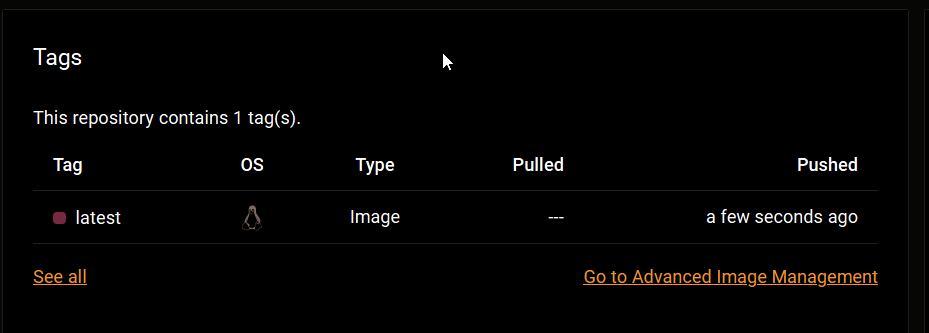 Tags
This repository contains 1 tag(s).
Tag OS Type Pulled Pushed
latest Image --- a few seconds ago
See all Go to Advanced Image Management